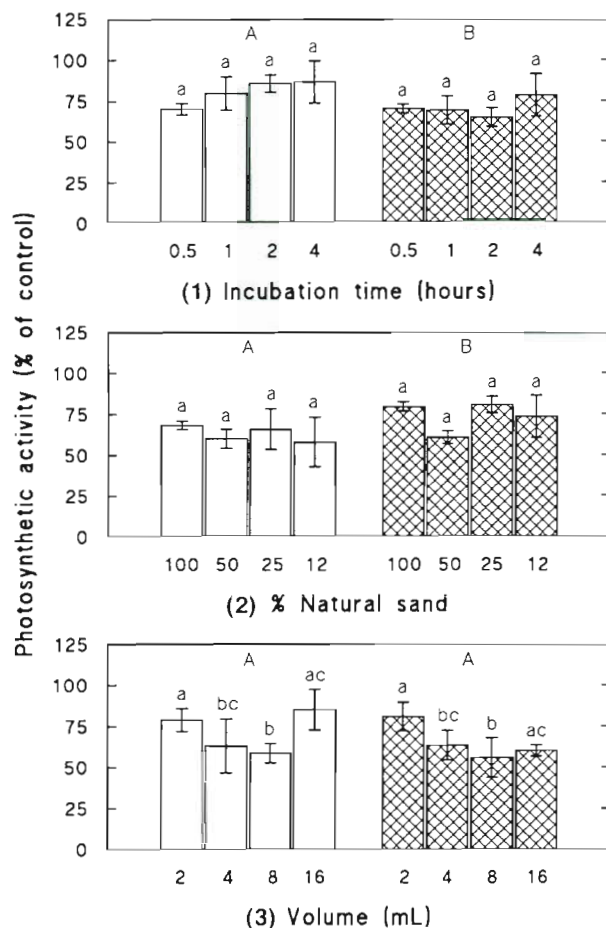 Photosynthetic activity (% of control)
125
100
75
50
25
0
A B
a a a a a a a a
0.5 1 2 4 0.5 1 2 4
(1) Incubation time (hours)
125
100
75
50
25
0
A B
a a a a a a a a
100 50 25 12 100 50 25 12
(2) % Natural sand
125
100
75
50
25
0
A A
a bc b ac a bc b ac
2 4 8 16 2 4 8 16
(3) Volume (mL)